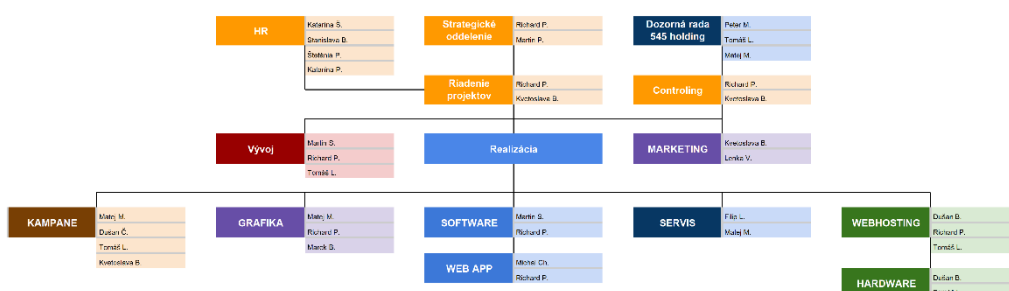 HR
Katarína S.
Stanislava B.
Štefánia P.
Katarína P.
Strategické
oddelenie
Richard P.
Martin P.
Dozorná rada
545 holding
Peter M.
Tomáš L.
Matej M.
Riadenie
projektov
Richard P.
Kvetoslava B.
Controling
Richard P.
Kvetoslava B.
Vývoj
Martin S.
Richard P.
Tomáš L.
Realizácia
MARKETING
Kvetoslava B.
Lenka V.
KAMPANE
Matej M.
Dušan Č.
Tomáš L.
Kvetoslava B.
GRAFIKA
Matej M.
Richard P.
Marek B.
SOFTWARE
Martin S.
Richard P.
SERVIS
Filip L.
Matej M.
WEBHOSTING
Dušan B.
Richard P.
Tomáš L.
WEB APP
Michal Ch.
Richard P.
HARDWARE
Dušan B.